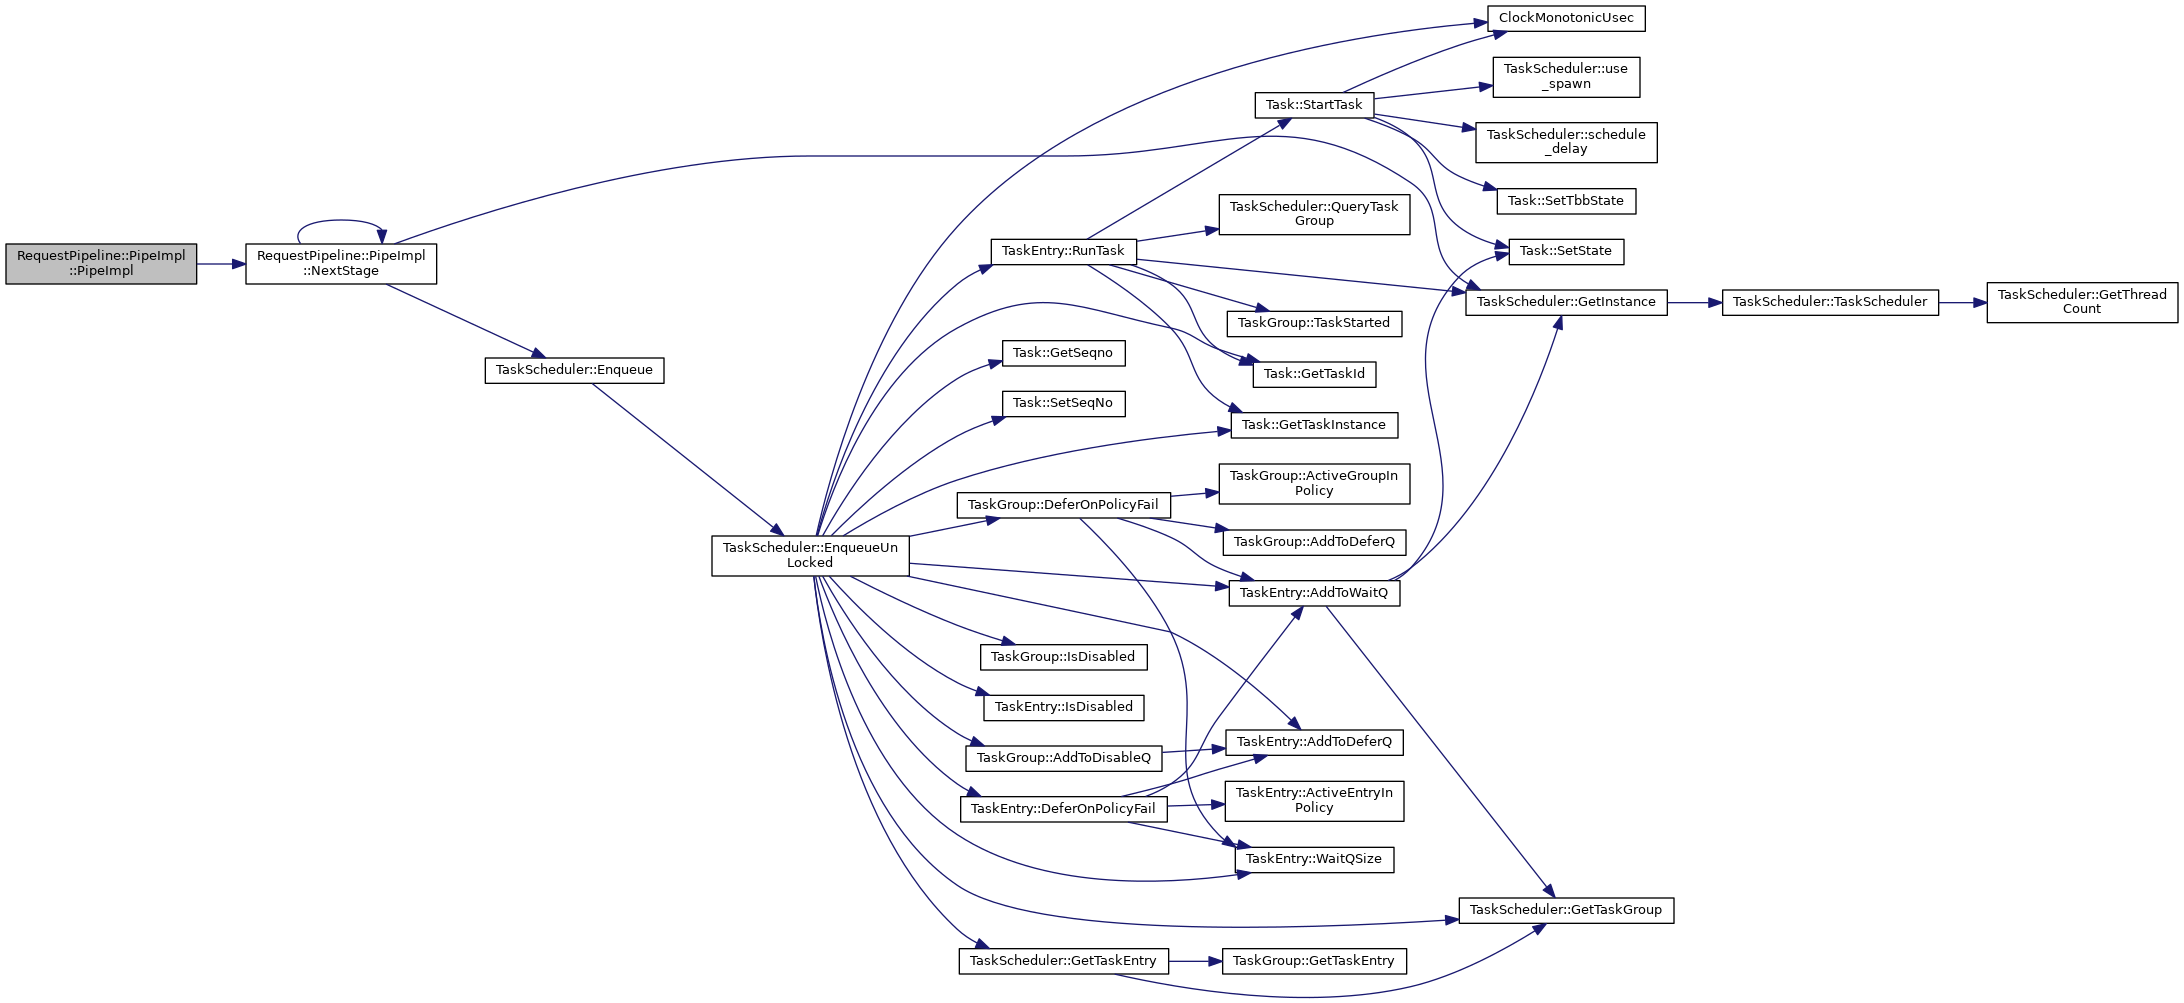 RequestPipeline::PipeImpl
::PipeImpl
RequestPipeline::PipeImpl
::NextStage
TaskScheduler::Enqueue
TaskScheduler::EnqueueUn
Locked
TaskEntry::RunTask
Task::GetSeqno
Task::SetSeqNo
TaskGroup::DeferOnPolicyFail
TaskGroup::IsDisabled
TaskEntry::IsDisabled
TaskGroup::AddToDisableQ
TaskEntry::DeferOnPolicyFail
TaskScheduler::GetTaskEntry
Task::StartTask
TaskScheduler::QueryTask
Group
TaskGroup::TaskStarted
Task::GetTaskId
Task::GetTaskInstance
TaskGroup::ActiveGroupIn
Policy
TaskGroup::AddToDeferQ
TaskEntry::AddToWaitQ
TaskEntry::AddToDeferQ
TaskEntry::ActiveEntryIn
Policy
TaskEntry::WaitQSize
TaskGroup::GetTaskEntry
ClockMonotonicUsec
TaskScheduler::use
_spawn
TaskScheduler::schedule
_delay
Task::SetTbbState
Task::SetState
TaskScheduler::GetInstance
TaskScheduler::GetTaskGroup
TaskScheduler::TaskScheduler
TaskScheduler::GetThread
Count